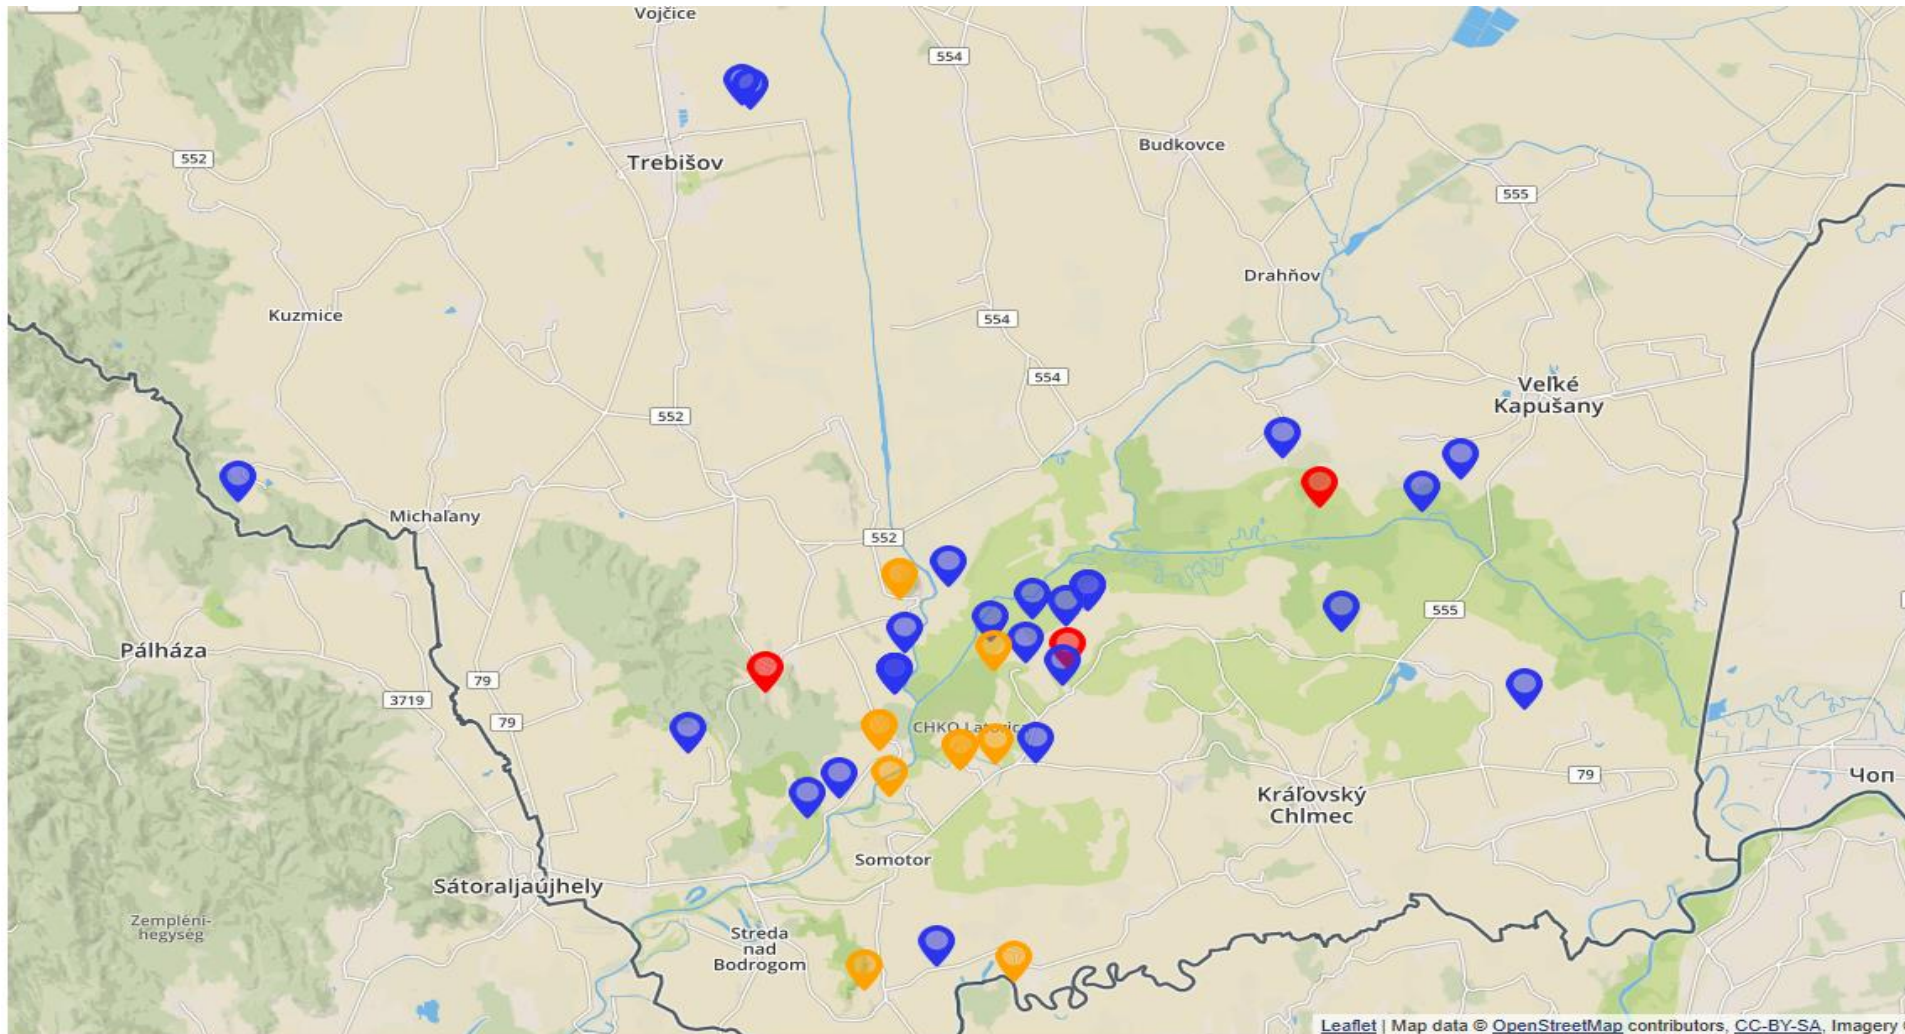 Vojčice
554
552
Trebišov
Budkovce
555
Drahňov
Kuzmice
554
554
Veľké
Kapušany
552
Michaľany
552
555
Pálháza
79
3719
79
CHKO Latorica
79
Чоп
Kráľovský
Chlmec
Somotor
Sátoraljaújhely
Zempléni-
hegység
Streda
nad
Bodrogom
Leaflet | Map data © OpenStreetMap contributors, CC-BY-SA, Imagery